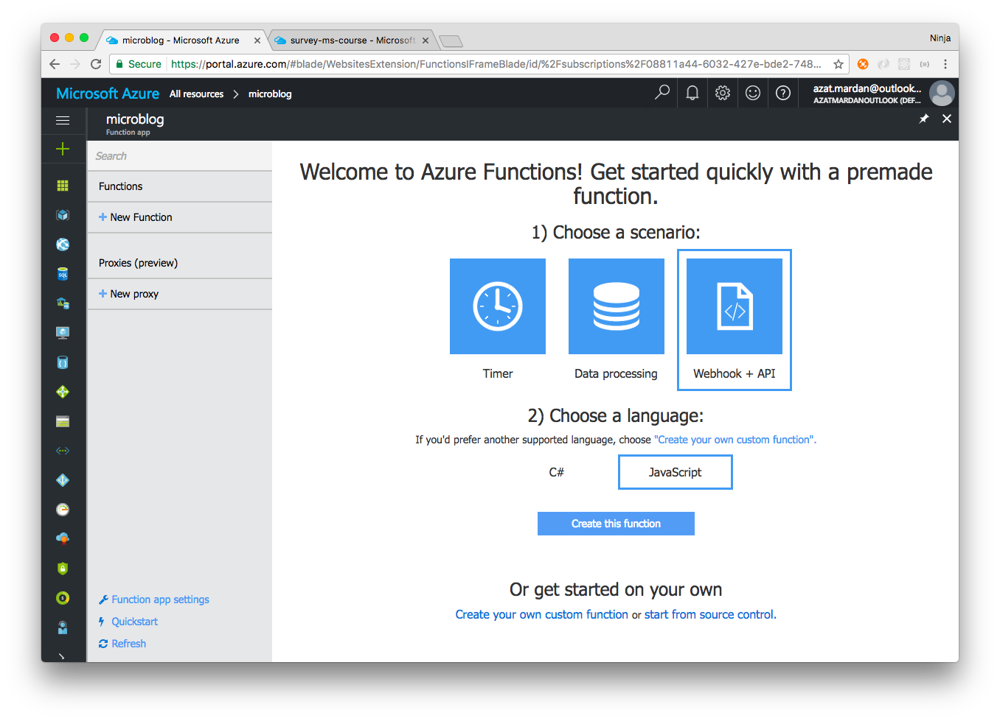 microblog - Microsoft Azure
survey-ms-course - Microsoft
Ninja
Secure
https://portal.azure.com/#blade/WebsitesExtension/FunctionsIFrameBlade/id/%2Fsubscriptions%2F08811a44-6032-427e-bde2-748...
Microsoft Azure
All resources
microblog
azat.mardan@outlook...
AZATMARDANOUTLOOK (DEF...
microblog
Function app
Search
Functions
+ New Function
Proxies (preview)
+ New proxy
Function app settings
Quickstart
Refresh
Welcome to Azure Functions! Get started quickly with a premade
function.
1) Choose a scenario:
Timer
Data processing
Webhook + API
2) Choose a language:
If you'd prefer another supported language, choose "Create your own custom function".
C#
JavaScript
Create this function
Or get started on your own
Create your own custom function or start from source control.
SQL